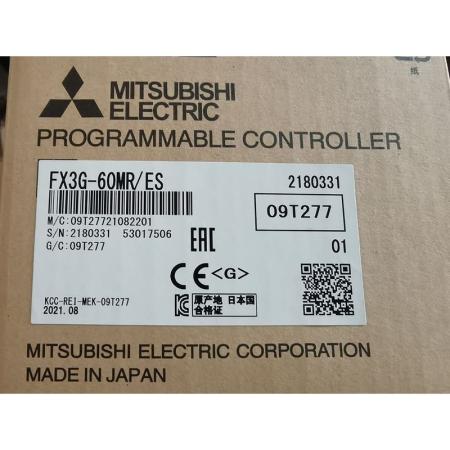 纸
MITSUBISHI
ELECTRIC
PROGRAMMABLE CONTROLLER
FX3G-60MR/ES 2180331
M/C:09T27721082201 09T277
S/N:2180331 53017506
G/C:09T277 EAC 01
CE <G>
KCC-REI-MEK-09T277 原产地 日本国
2021.08 合格证
MITSUBISHI ELECTRIC CORPORATION
MADE IN JAPAN